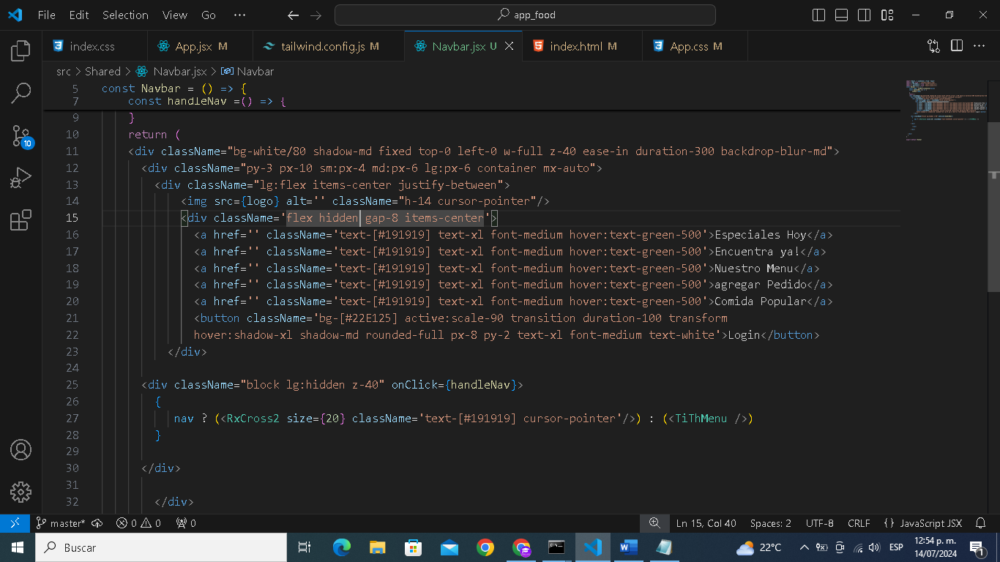 File Edit Selection View Go ··· app_food
index.css App.jsx M tailwind.config.js M Navbar.jsx U index.html M App.css M
src > Shared > Navbar.jsx > Navbar
5 const Navbar = () => {
7 const handleNav =() => {
9 }
10 return (
11 <div className="bg-white/80 shadow-md fixed top-0 left-0 w-full z-40 ease-in duration-300 backdrop-blur-md">
12 <div className="py-3 px-10 sm:px-4 md:px-6 lg:px-6 container mx-auto">
13 <div className="lg:flex items-center justify-between">
14 <img src={logo} alt='' className="h-14 cursor-pointer"/>
15 <div className='flex hidden gap-8 items-center'>
16 <a href='' className='text-[#191919] text-xl font-medium hover:text-green-500'>Especiales Hoy</a>
17 <a href='' className='text-[#191919] text-xl font-medium hover:text-green-500'>Encuentra ya!</a>
18 <a href='' className='text-[#191919] text-xl font-medium hover:text-green-500'>Nuestro Menu</a>
19 <a href='' className='text-[#191919] text-xl font-medium hover:text-green-500'>agregar Pedido</a>
20 <a href='' className='text-[#191919] text-xl font-medium hover:text-green-500'>Comida Popular</a>
21 <button className='bg-[#22E125] active:scale-90 transition duration-100 transform
22 hover:shadow-xl shadow-md rounded-full px-8 py-2 text-xl font-medium text-white'>Login</button>
23 </div>
24
25 <div className="block lg:hidden z-40" onClick={handleNav}>
26 {
27 nav ? (<RxCross2 size={20} className='text-[#191919] cursor-pointer'/>) : (<TiThMenu />)
28 }
29
30 </div>
31
32 </div>
10
master* 0 0 0 Ln 15, Col 40 Spaces: 2 UTF-8 CRLF {} JavaScript JSX
Buscar 22°C ESP 12:54 p. m.
14/07/2024
1